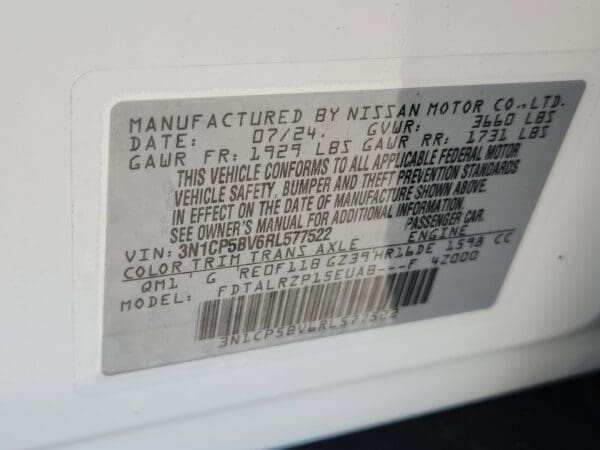 MANUFACTURED BY NISSAN MOTOR CO.,LTD.
DATE: 07/24. GVWR: 3660 LBS
GAWR FR: 1929 LBS GAWR RR: 1731 LBS
THIS VEHICLE CONFORMS TO ALL APPLICABLE FEDERAL MOTOR
VEHICLE SAFETY, BUMPER AND THEFT PREVENTION STANDARDS
IN EFFECT ON THE DATE OF MANUFACTURE SHOWN ABOVE.
SEE OWNER'S MANUAL FOR ADDITIONAL INFORMATION.
VIN: 3N1CP5BV6RL577522 PASSENGER CAR.
COLOR TRIM TRANS AXLE ENGINE
QM1 G RE0F11B GZ39 HR16DE 1598 CC
MODEL: FDTALRZP15EUAB---F 4Z000
3N1CP5BV6RL577522